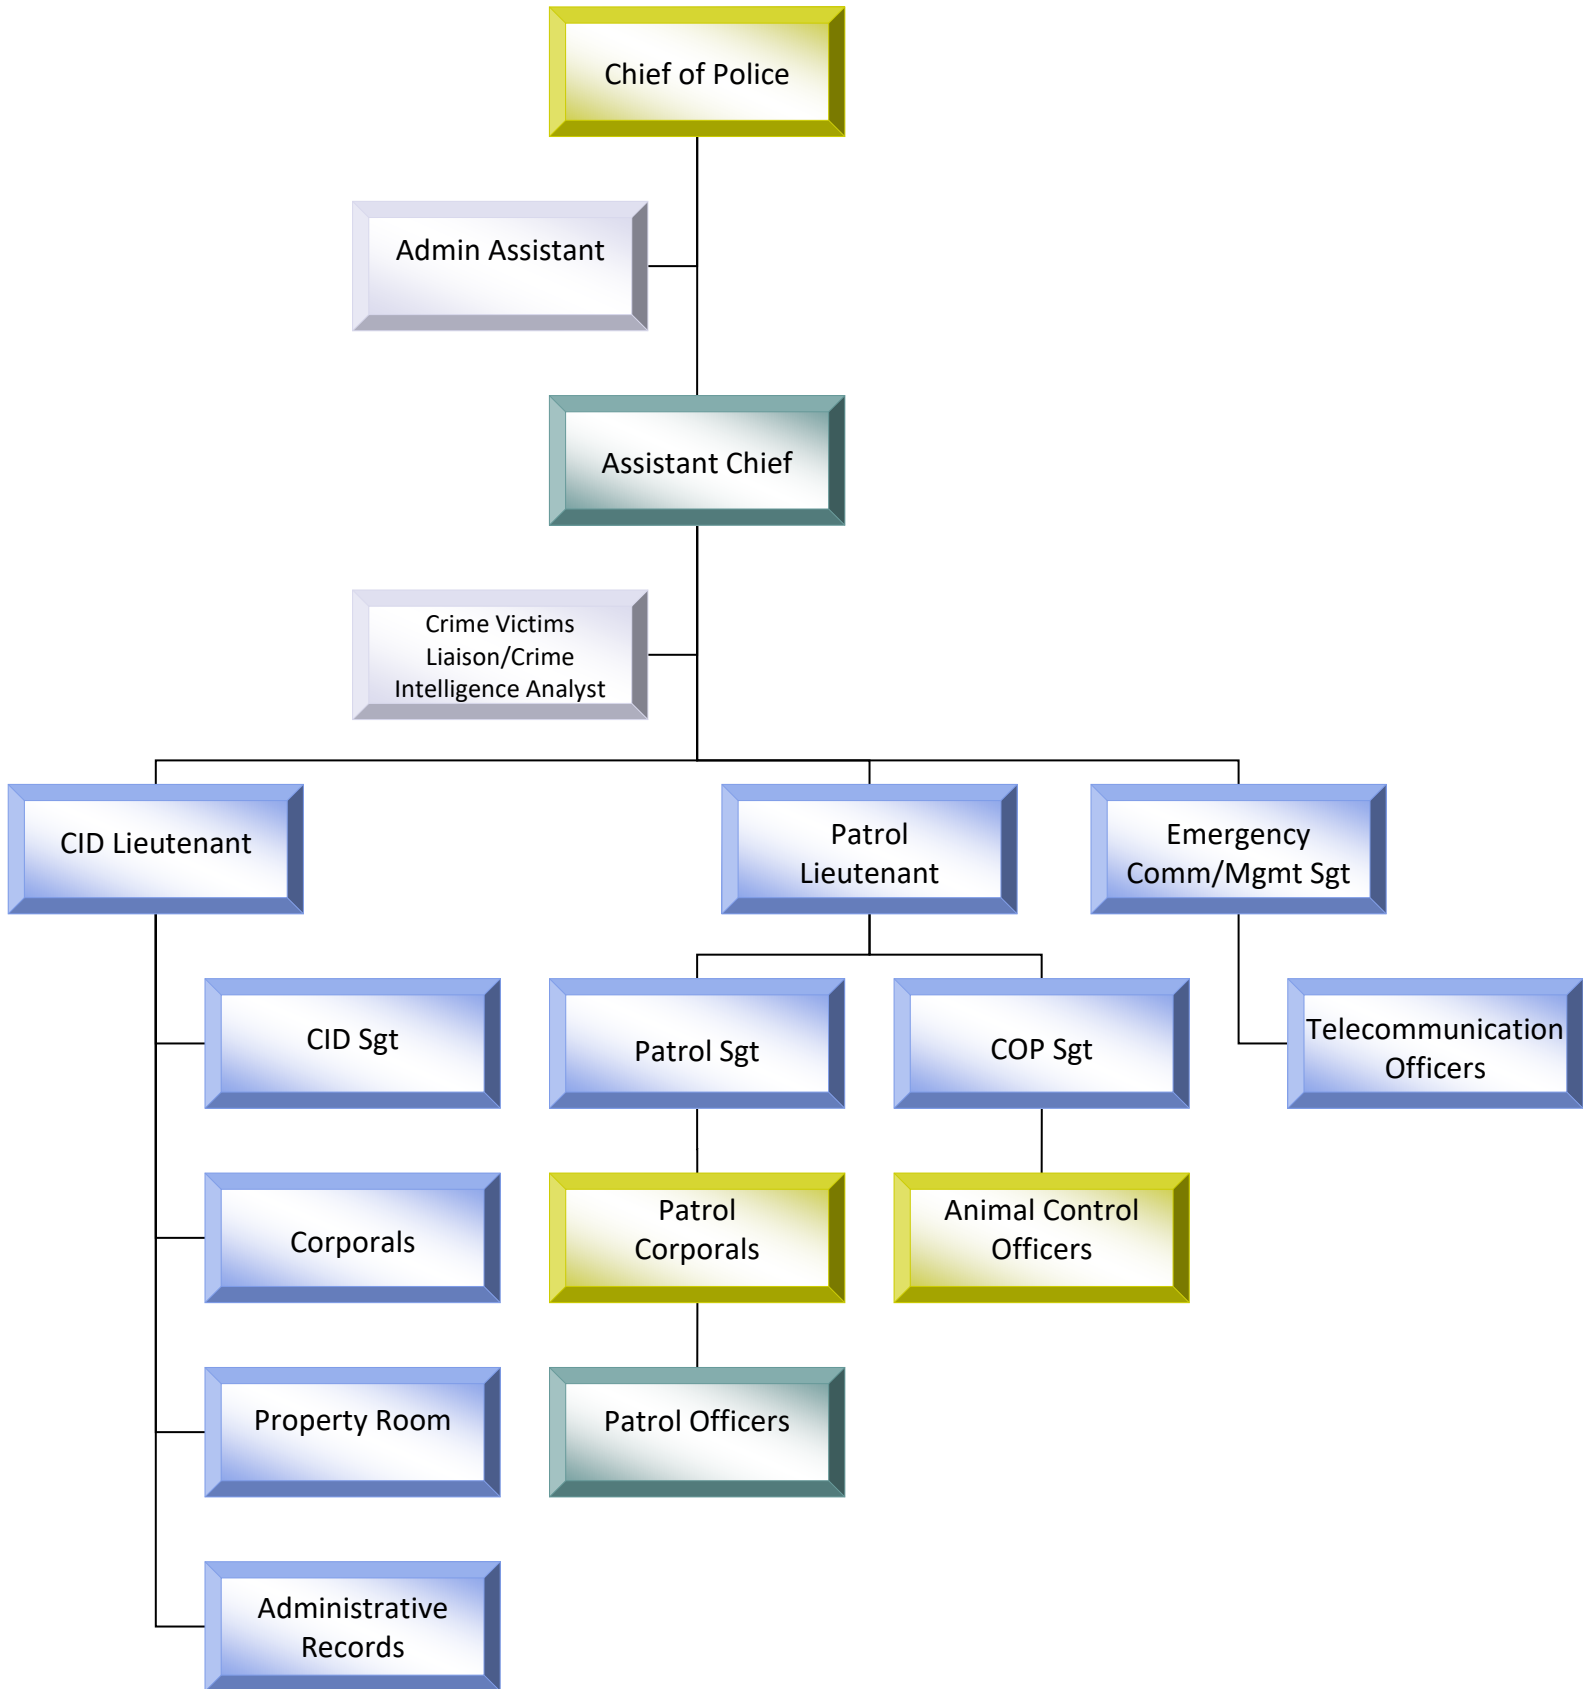 Chief of Police
Admin Assistant
Assistant Chief
Crime Victims
Liaison/Crime
Intelligence Analyst
CID Lieutenant
Patrol
Lieutenant
Emergency
Comm/Mgmt Sgt
CID Sgt
Patrol Sgt
COP Sgt
Telecommunication
Officers
Corporals
Patrol
Corporals
Animal Control
Officers
Property Room
Patrol Officers
Administrative
Records